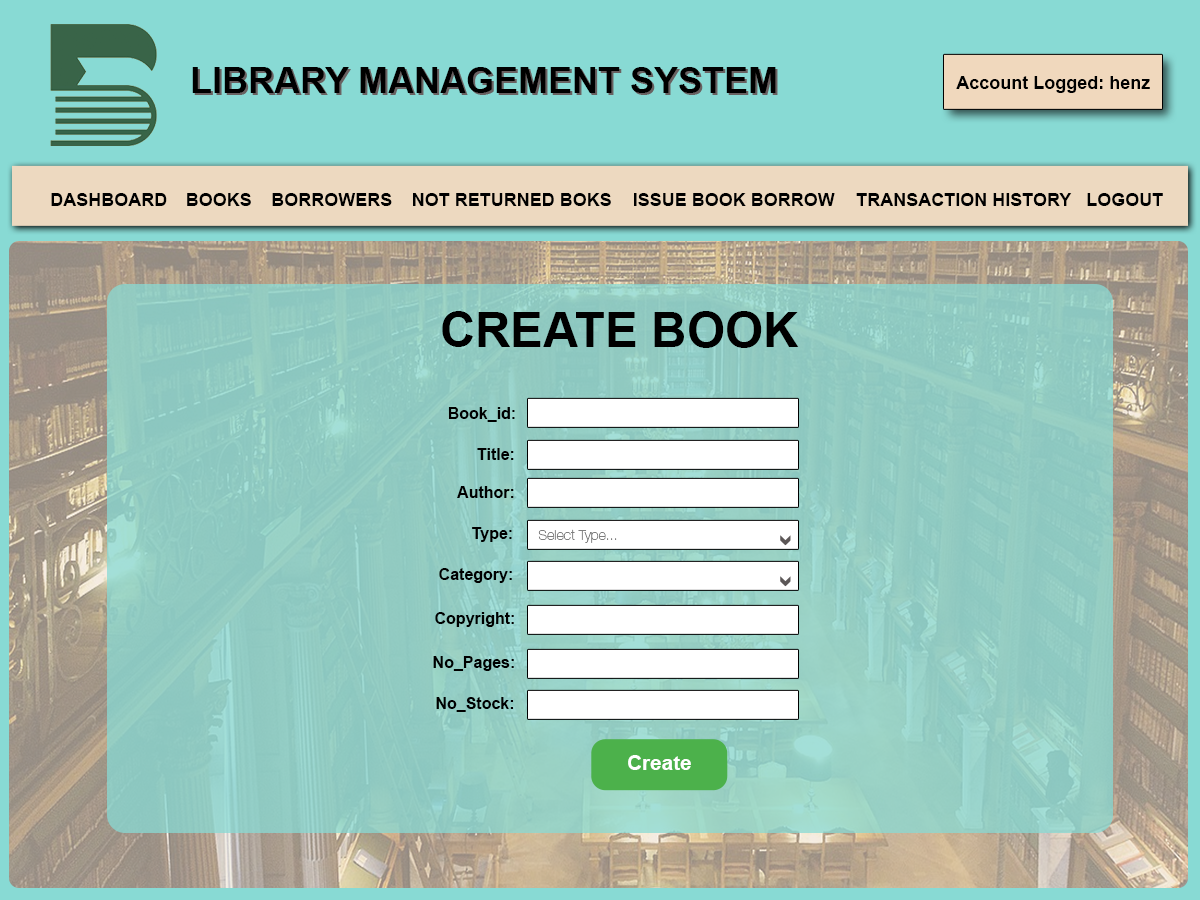 LIBRARY MANAGEMENT SYSTEM
Account Logged: henz
DASHBOARD BOOKS BORROWERS NOT RETURNED BOKS ISSUE BOOK BORROW TRANSACTION HISTORY LOGOUT
CREATE BOOK
Book_id:
Title:
Author:
Type: Select Type...
Category:
Copyright:
No_Pages:
No_Stock:
Create